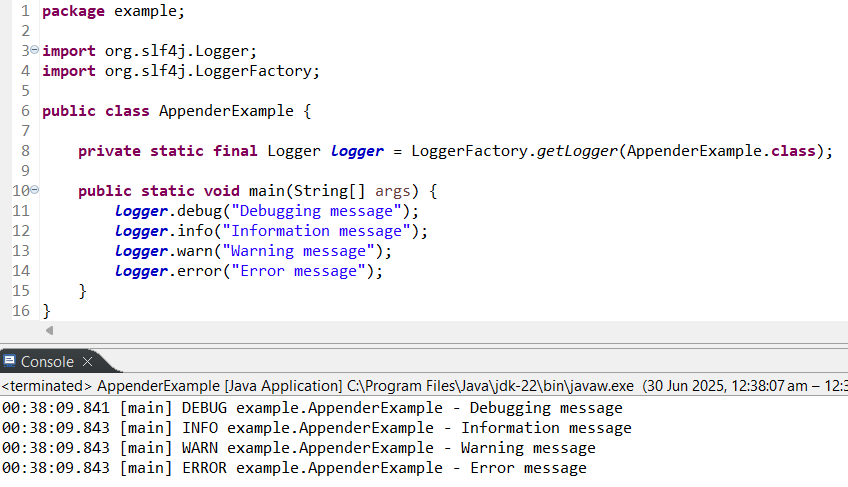 1 package example;
2
3 import org.slf4j.Logger;
4 import org.slf4j.LoggerFactory;
5
6 public class AppenderExample {
7
8     private static final Logger logger = LoggerFactory.getLogger(AppenderExample.class);
9
10     public static void main(String[] args) {
11         logger.debug("Debugging message");
12         logger.info("Information message");
13         logger.warn("Warning message");
14         logger.error("Error message");
15     }
16 }
Console
<terminated> AppenderExample [Java Application] C:\Program Files\Java\jdk-22\bin\javaw.exe (30 Jun 2025, 12:38:07 am – 12:3
00:38:09.841 [main] DEBUG example.AppenderExample - Debugging message
00:38:09.843 [main] INFO example.AppenderExample - Information message
00:38:09.843 [main] WARN example.AppenderExample - Warning message
00:38:09.843 [main] ERROR example.AppenderExample - Error message